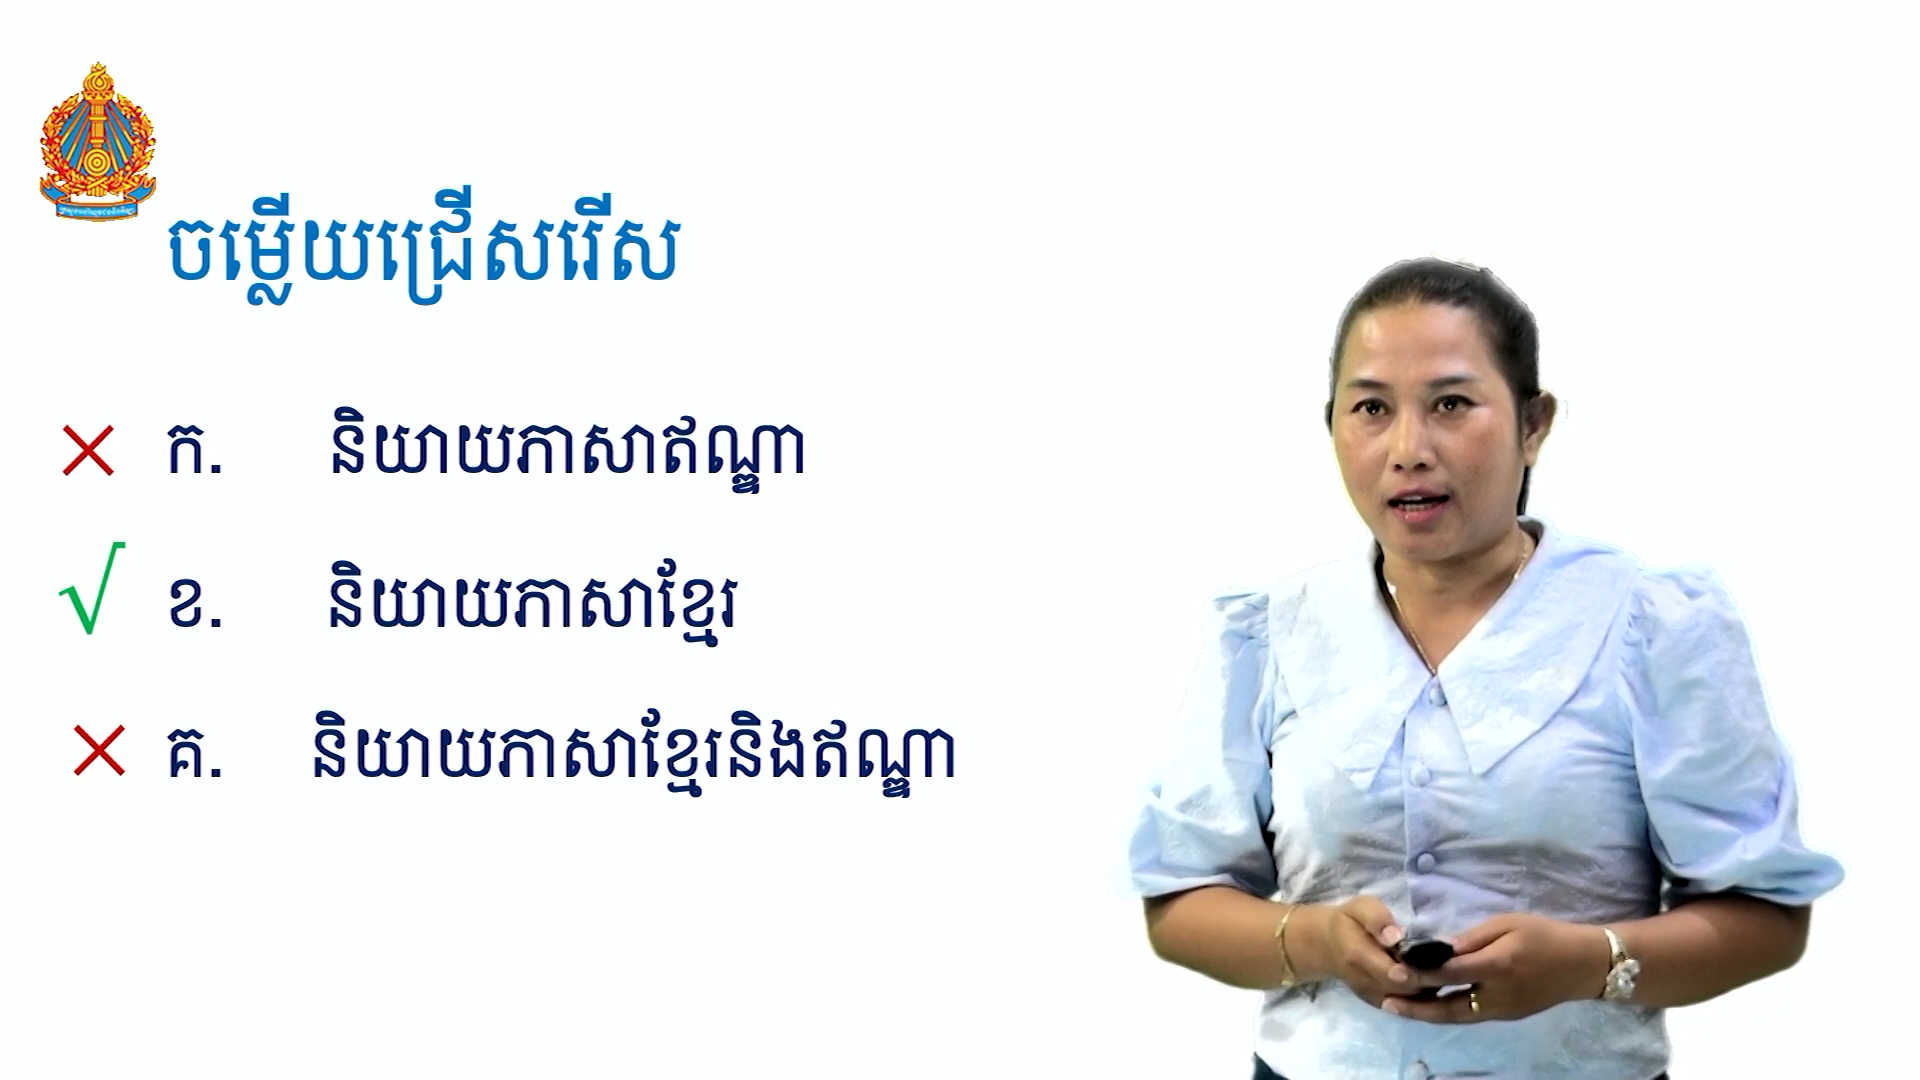 ចម្លើយជ្រើសរើស
ក. និយាយភាសាឥណ្ឌា
ខ. និយាយភាសាខ្មែរ
គ. និយាយភាសាខ្មែរនិងឥណ្ឌា